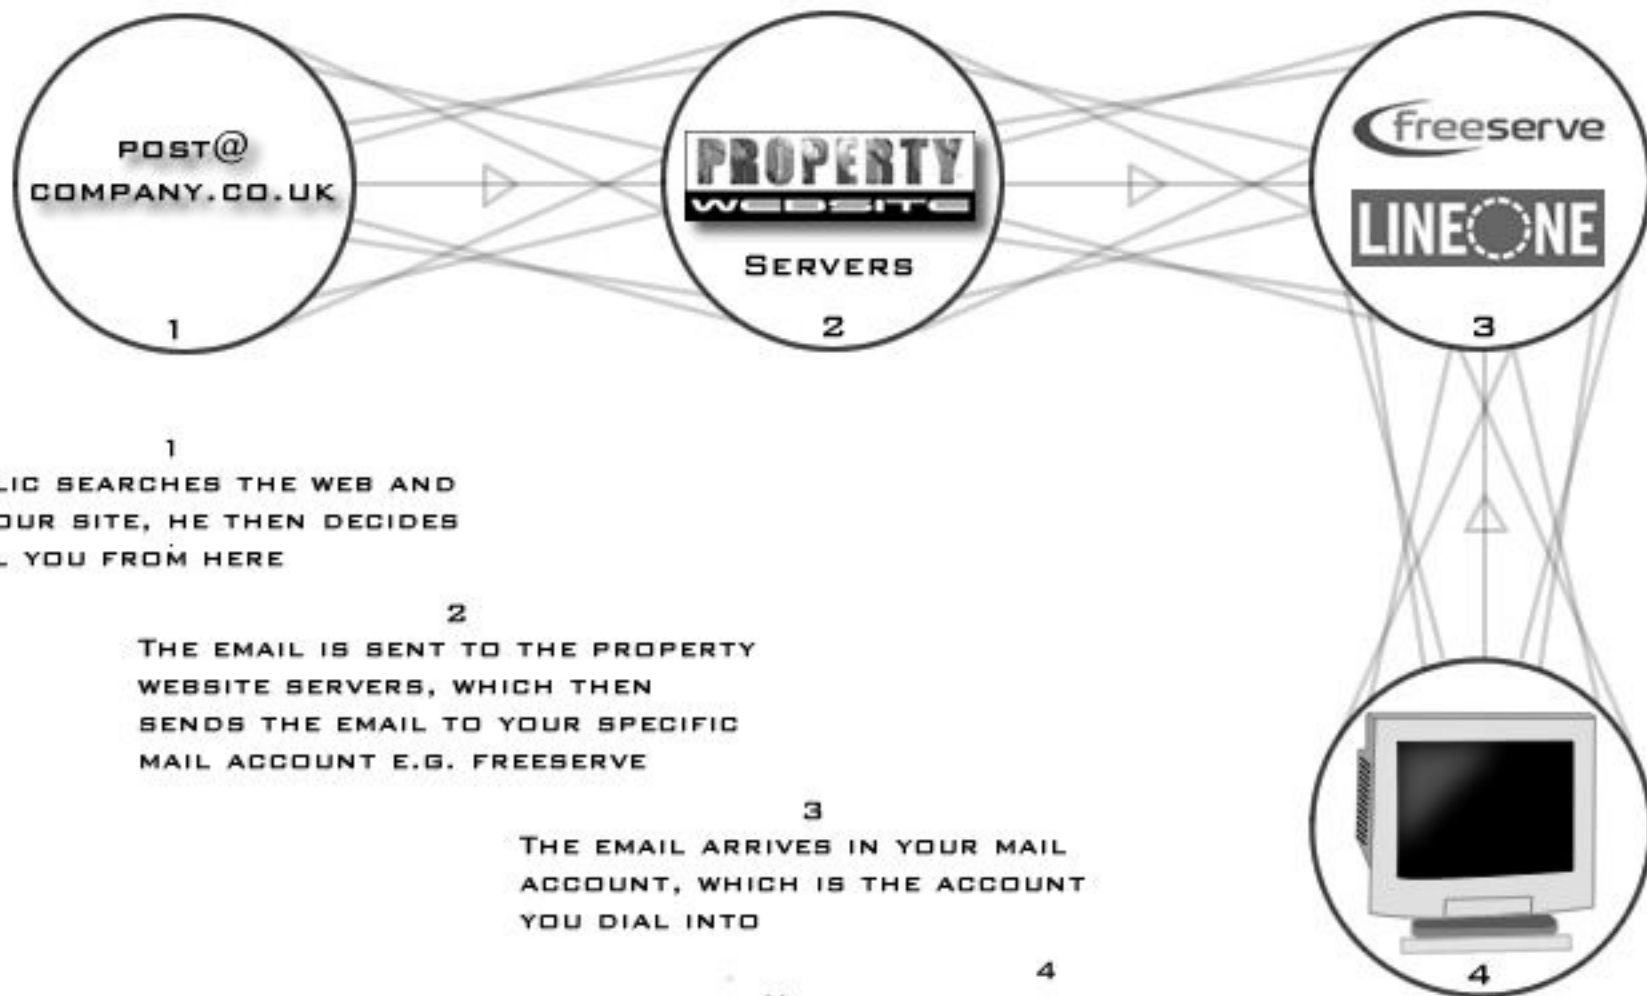 POST@
COMPANY.CO.UK
1
PROPERTY
WEBSITE
SERVERS
2
freeserve
LINEONE
3
1
SEARCHES THE WEB AND
SITE, HE THEN DECIDES
YOU FROM HERE
2
THE EMAIL IS SENT TO THE PROPERTY
WEBSITE SERVERS, WHICH THEN
SENDS THE EMAIL TO YOUR SPECIFIC
MAIL ACCOUNT E.G. FREESERVE
3
THE EMAIL ARRIVES IN YOUR MAIL
ACCOUNT, WHICH IS THE ACCOUNT
YOU DIAL INTO
4
4